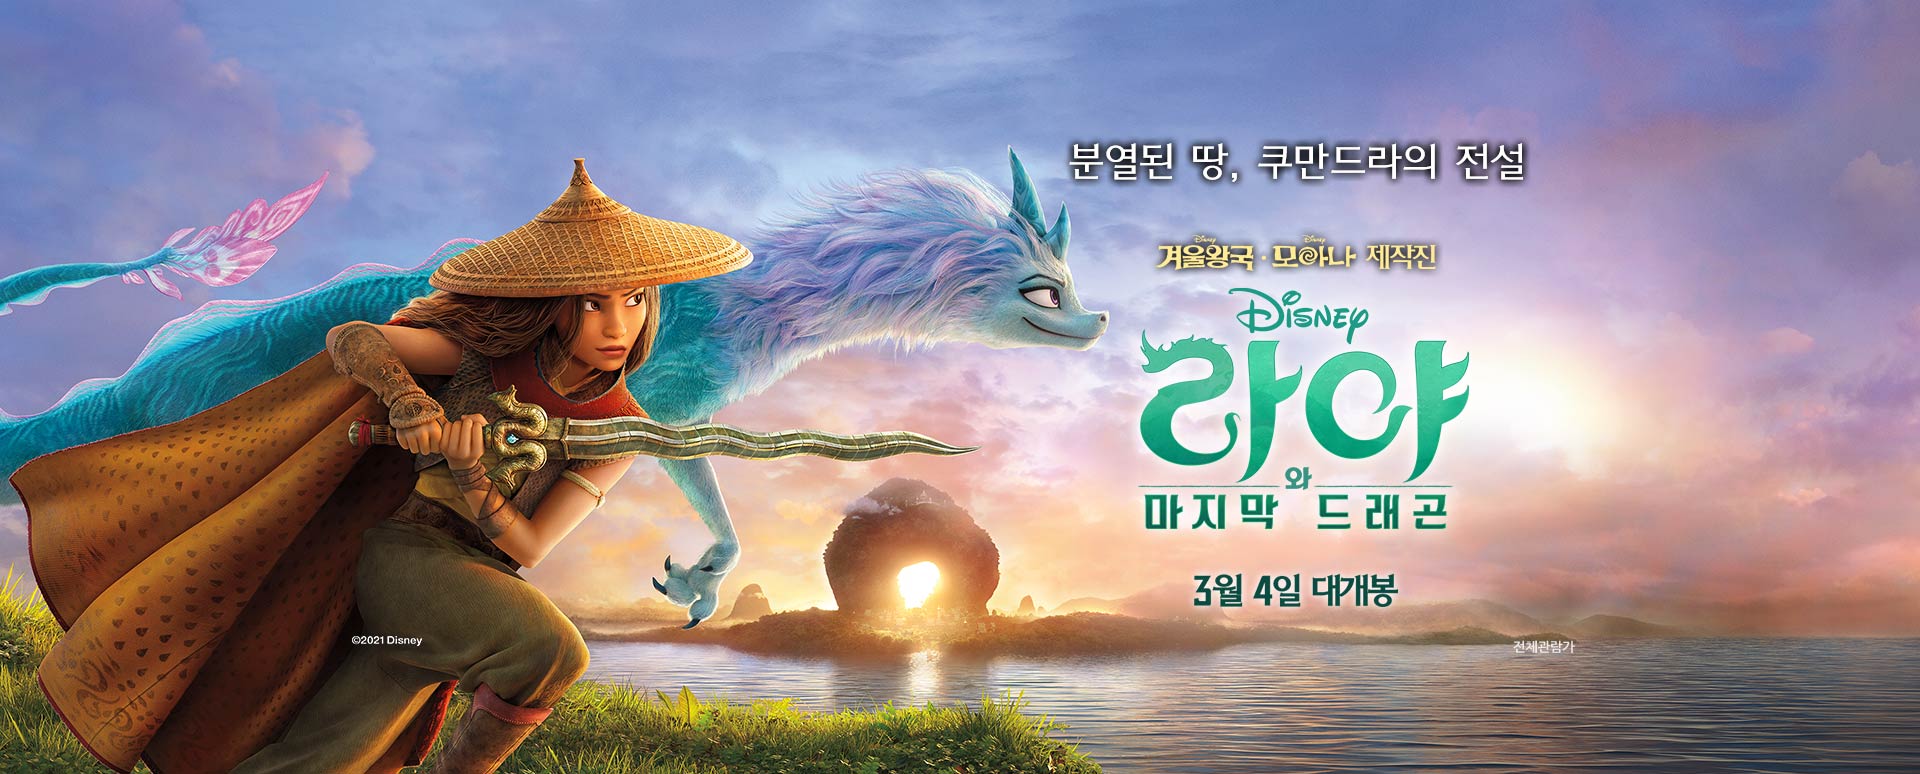 분열된 땅, 쿠만드라의 전설
Disney Disney
겨울왕국·모아나 제작진
Disney
라야
와
마지막 드래곤
3월 4일 대개봉
©2021 Disney
전체관람가